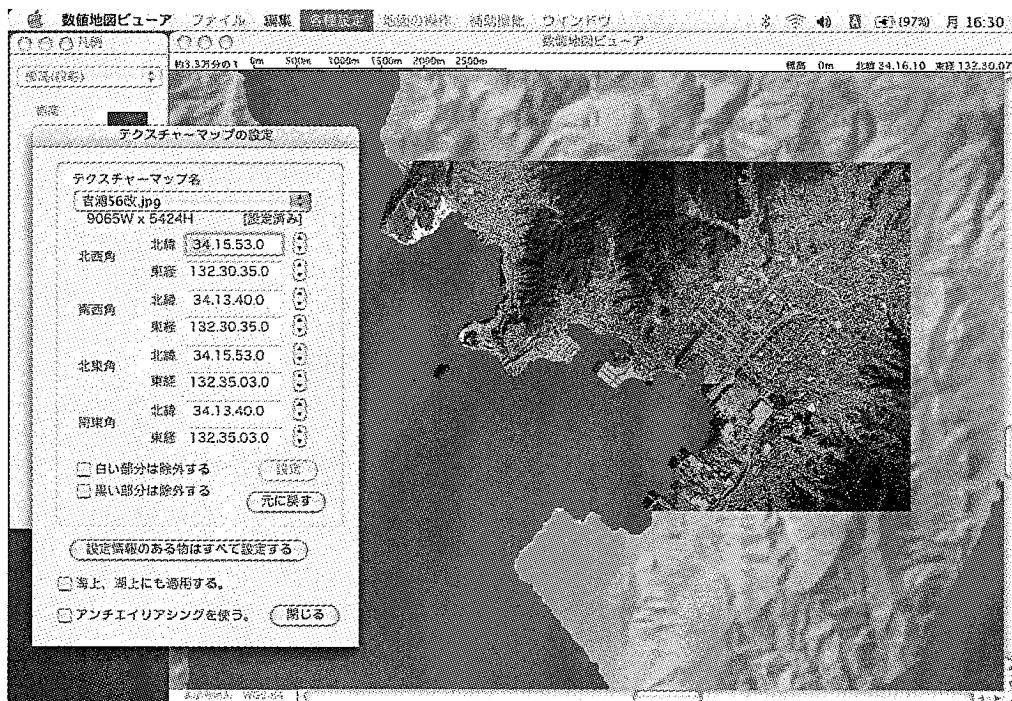 数値地図ビューア ファイル 編集 各種設定 地図の操作 補助機能 ウインドウ (97%) 月 16:30
凡例
数値地図ビューア
約3.3万分の1 0m 500m 1000m 1500m 2000m 2500m 標高 0m 北緯 34.16.10 東経 132.30.07
標高
テクスチャーマップの設定
テクスチャーマップ名
吉浦56改.jpg
9065W x 5424H [設定済み]
北西角
北緯 34.15.53.0
東経 132.30.35.0
南西角
北緯 34.13.40.0
東経 132.30.35.0
北東角
北緯 34.15.53.0
東経 132.35.03.0
南東角
北緯 34.13.40.0
東経 132.35.03.0
白い部分は除外する 設定
黒い部分は除外する
元に戻す
設定情報のある物はすべて設定する
海上、湖上にも適用する。
アンチエイリアシングを使う。 閉じる
WGS-84